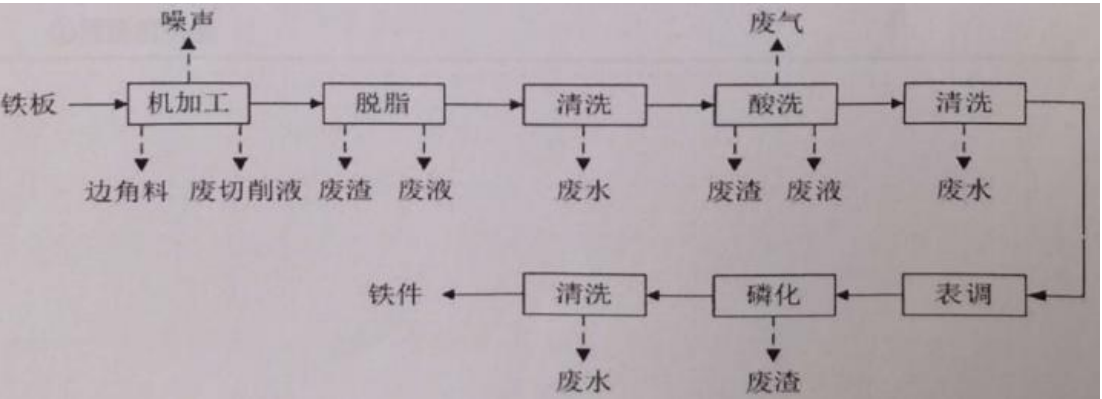 噪声 废气
铁板 机加工 脱脂 清洗 酸洗 清洗
边角料 废切削液 废渣 废液 废水 废渣 废液 废水
铁件 清洗 磷化 表调
废水 废渣